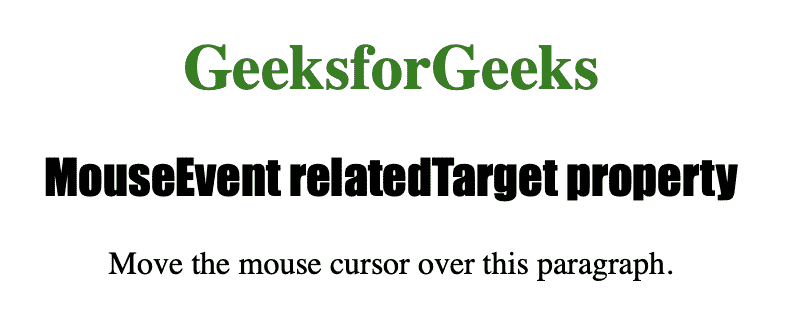 GeeksforGeeks
MouseEvent relatedTarget property
Move the mouse cursor over this paragraph.